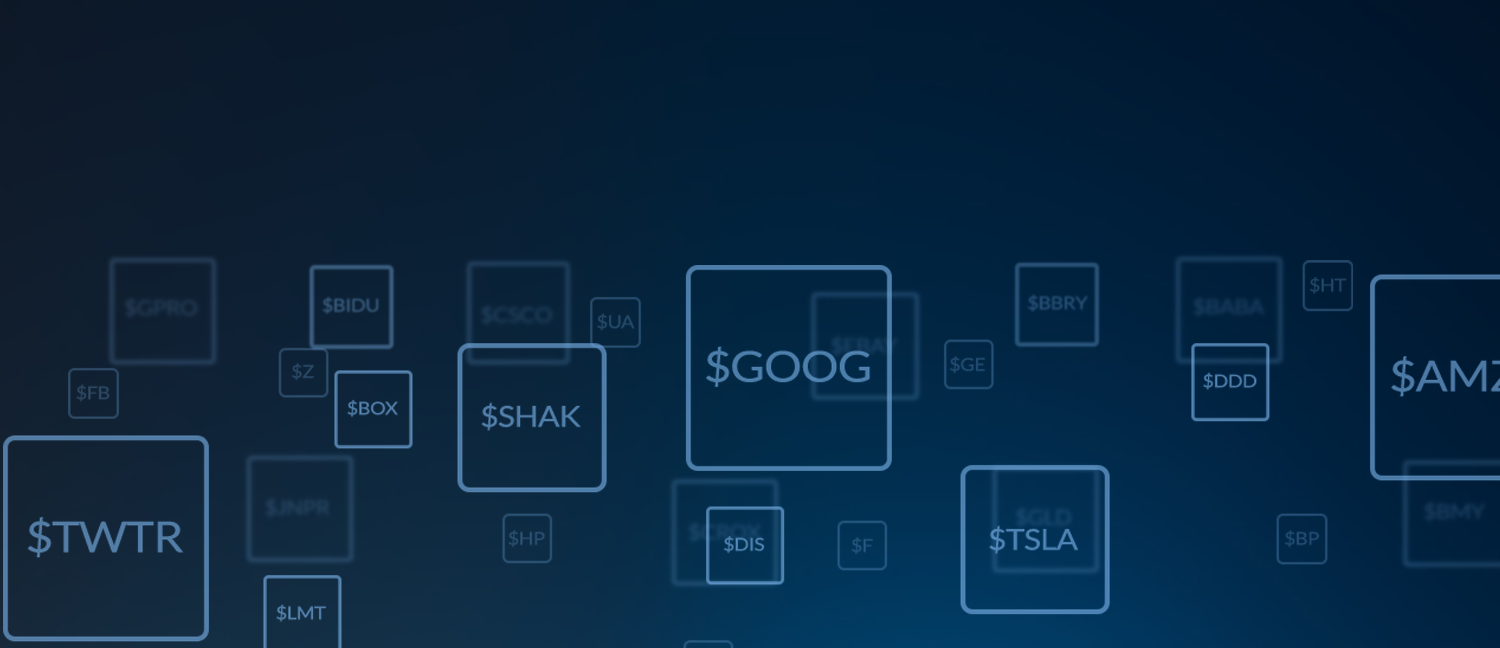 $GPRO
$BIDU
$CSCO
$UA
$GOOG
$EBAY
$GE
$BBRY
$BABA
$HT
$FB
$Z
$BOX
$SHAK
$DDD
$AMZ
$TWTR
$JNPR
$HP
$DIS
$F
$GLD
$TSLA
$BP
$BMY
$LMT